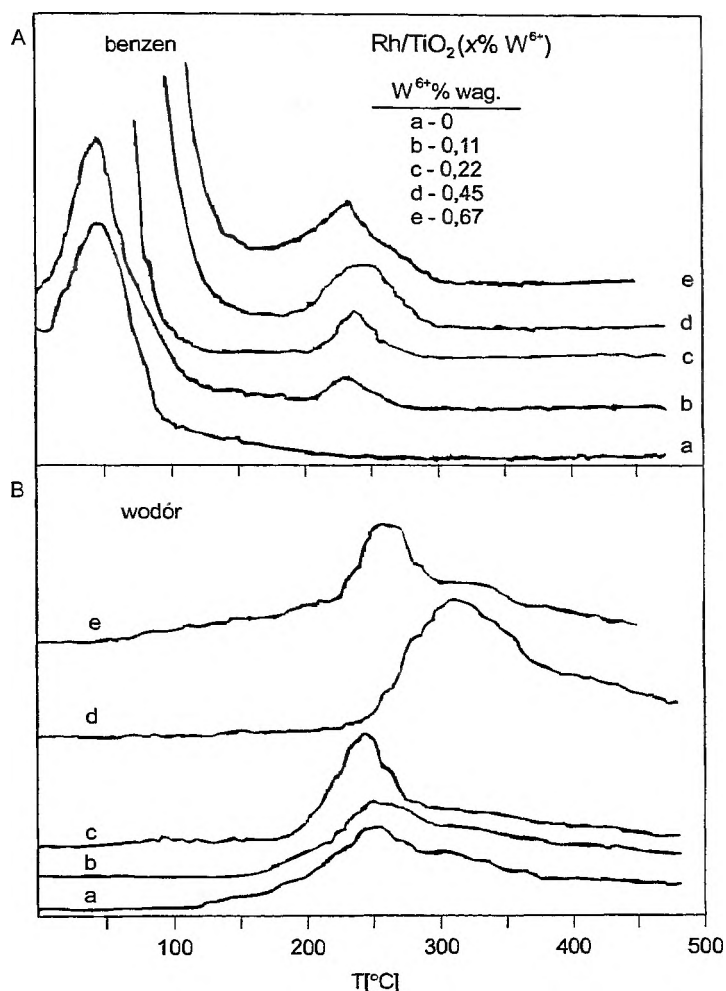 A
benzen
Rh/TiO₂(x% W⁶⁺)
W⁶⁺% wag.
a - 0
b - 0,11
c - 0,22
d - 0,45
e - 0,67
e
d
c
b
a
B
wodór
e
d
c
b
a
100 200 300 400 500
T[°C]